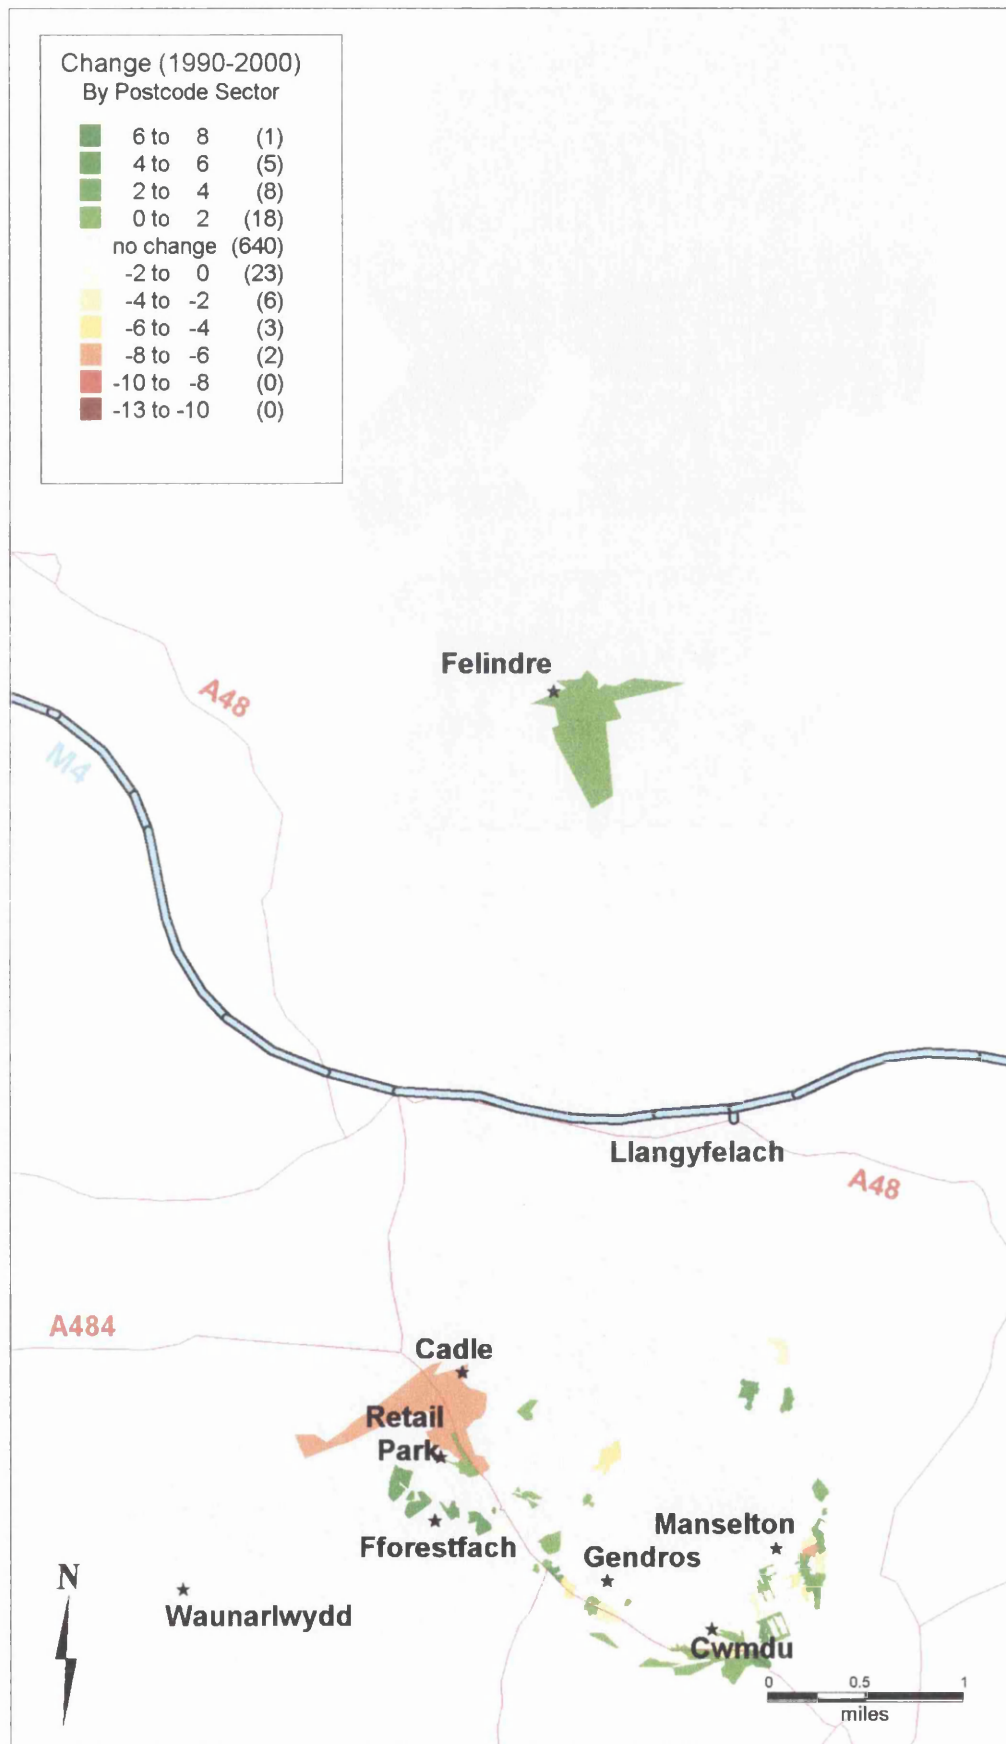 Change (1990-2000)
By Postcode Sector
6 to 8 (1)
4 to 6 (5)
2 to 4 (8)
0 to 2 (18)
no change (640)
-2 to 0 (23)
-4 to -2 (6)
-6 to -4 (3)
-8 to -6 (2)
-10 to -8 (0)
-13 to -10 (0)
Felindre
A48
M4
Llangyfelach
A48
A484
Cadle
Retail
Park
Fforestfach
Manselton
Gendros
N
Waunarlwydd
Cwmdu
0 0.5 1
miles